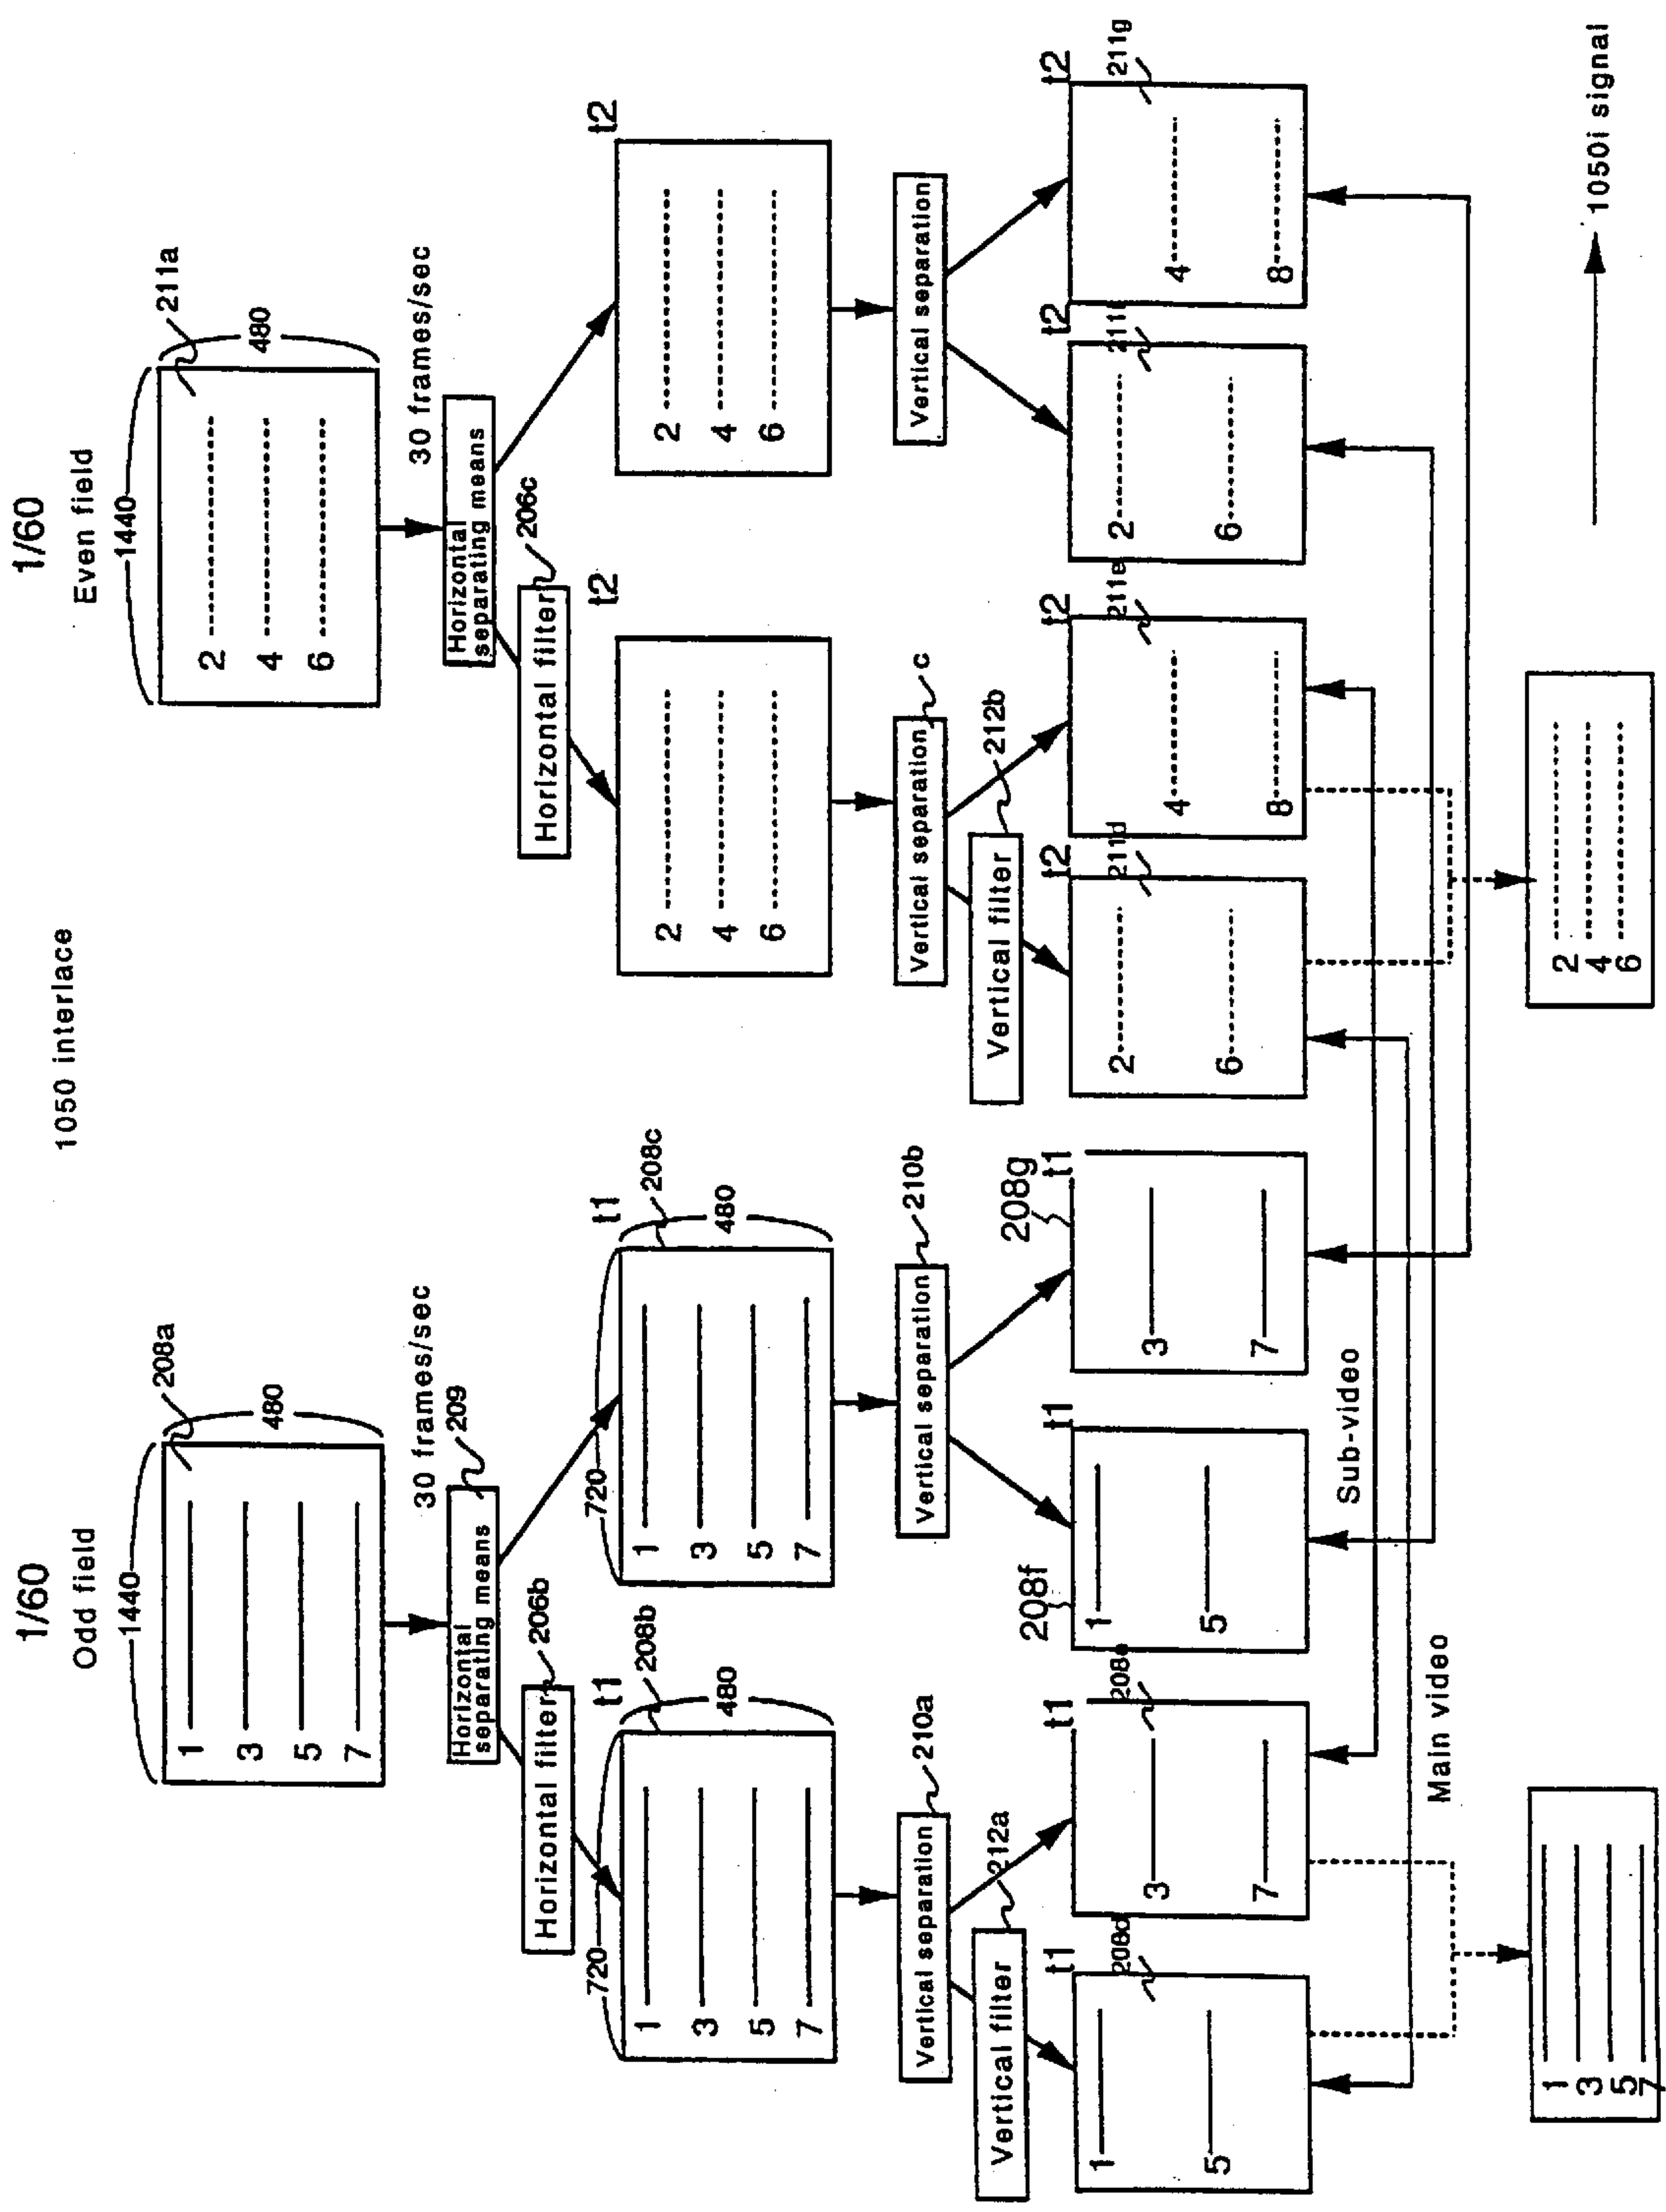 1050 interlace
1/60
Odd field
1440
208a
480
1
3
5
7
30 frames/sec
Horizontal
separating means
209
Horizontal filter
206b
720
t1
208b
480
1
3
5
7
720
t1
208c
480
1
3
5
7
Vertical separation
210a
Vertical separation
210b
Vertical filter
212a
t1
208d
1
5
t1
3
7
208f
t1
1
5
208g
t1
3
7
1/60
Even field
1440
211a
480
2
4
6
30 frames/sec
Horizontal
separating means
Horizontal filter
206c
t2
2
4
6
t2
2
4
6
Vertical separation
c
Vertical separation
Vertical filter
212b
t2
211d
2
6
t2
211e
4
8
t2
2
6
t2
211g
4
8
Sub-video
Main video
1
3
5
7
2
4
6
1050i signal